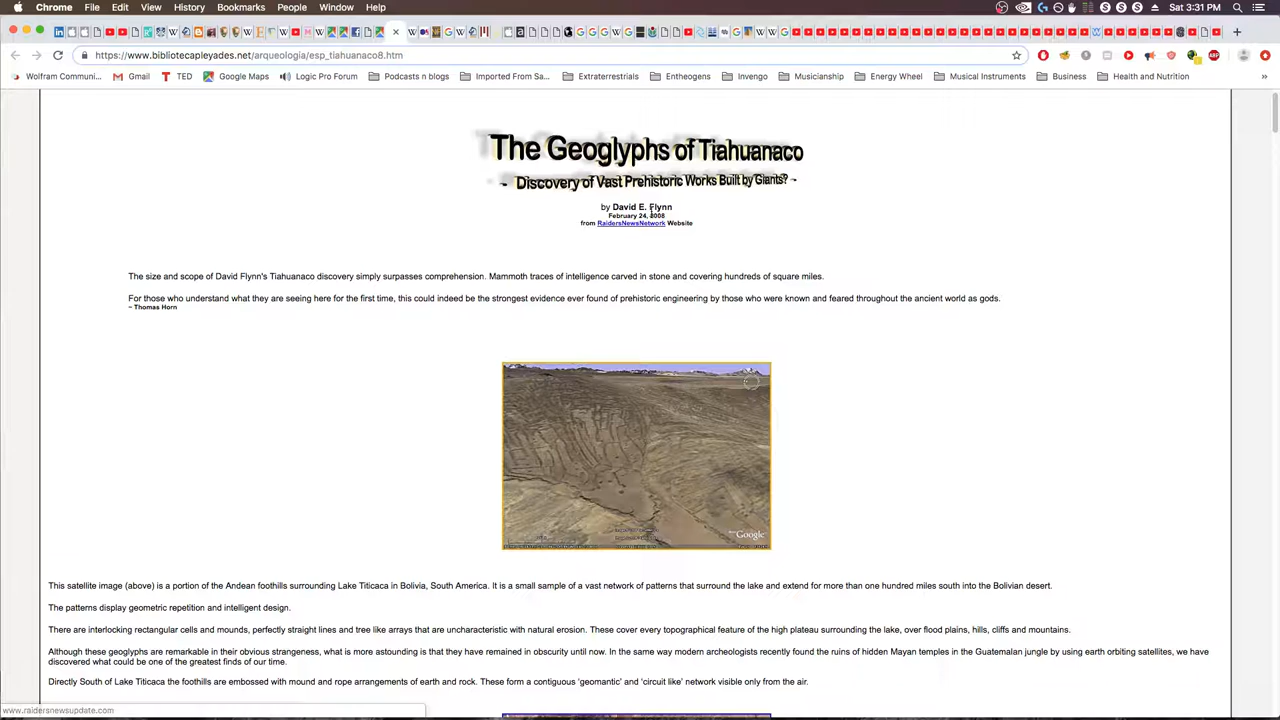 File Edit View History Bookmarks People Window Help
Sat 3:31 PM
https://www.bibliotecapleyades.net/arqueologia/esp_tiahuanaco8.htm
Wolfram Communi... Gmail TED Google Maps Logic Pro Forum Podcasts n blogs Imported From Sa... Extraterrestrials Entheogens Invengo Musicianship Energy Wheel Musical Instruments Business Health and Nutrition
The Geoglyphs of Tiahuanaco
- Discovery of Vast Prehistoric Works Built by Giants? -
by David E. Flynn
February 24, 2008
from RaidersNewsNetwork Website
The size and scope of David Flynn's Tiahuanaco discovery simply surpasses comprehension. Mammoth traces of intelligence carved in stone and covering hundreds of square miles.
For those who understand what they are seeing here for the first time, this could indeed be the strongest evidence ever found of prehistoric engineering by those who were known and feared throughout the ancient world as gods.
~ Thomas Horn
Google
This satellite image (above) is a portion of the Andean foothills surrounding Lake Titicaca in Bolivia, South America. It is a small sample of a vast network of patterns that surround the lake and extend for more than one hundred miles south into the Bolivian desert.
The patterns display geometric repetition and intelligent design.
There are interlocking rectangular cells and mounds, perfectly straight lines and tree like arrays that are uncharacteristic with natural erosion. These cover every topographical feature of the high plateau surrounding the lake, over flood plains, hills, cliffs and mountains.
Although these geoglyphs are remarkable in their obvious strangeness, what is more astounding is that they have remained in obscurity until now. In the same way modern archeologists recently found the ruins of hidden Mayan temples in the Guatemalan jungle by using earth orbiting satellites, we have
discovered what could be one of the greatest finds of our time.
Directly South of Lake Titicaca the foothills are embossed with mound and rope arrangements of earth and rock. These form a contiguous 'geomantic' and 'circuit like' network visible only from the air.
www.raidersnewsupdate.com